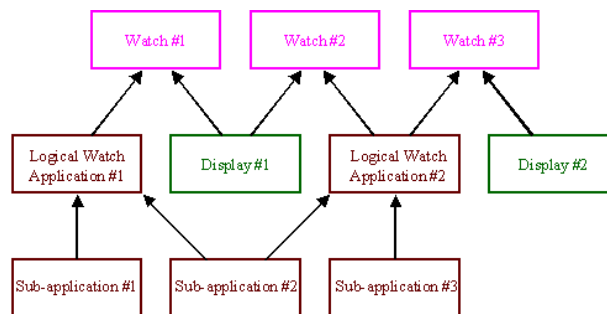 Watch #1
Watch #2
Watch #3
Logical Watch
Application #1
Display #1
Logical Watch
Application #2
Display #2
Sub-application #1
Sub-application #2
Sub-application #3